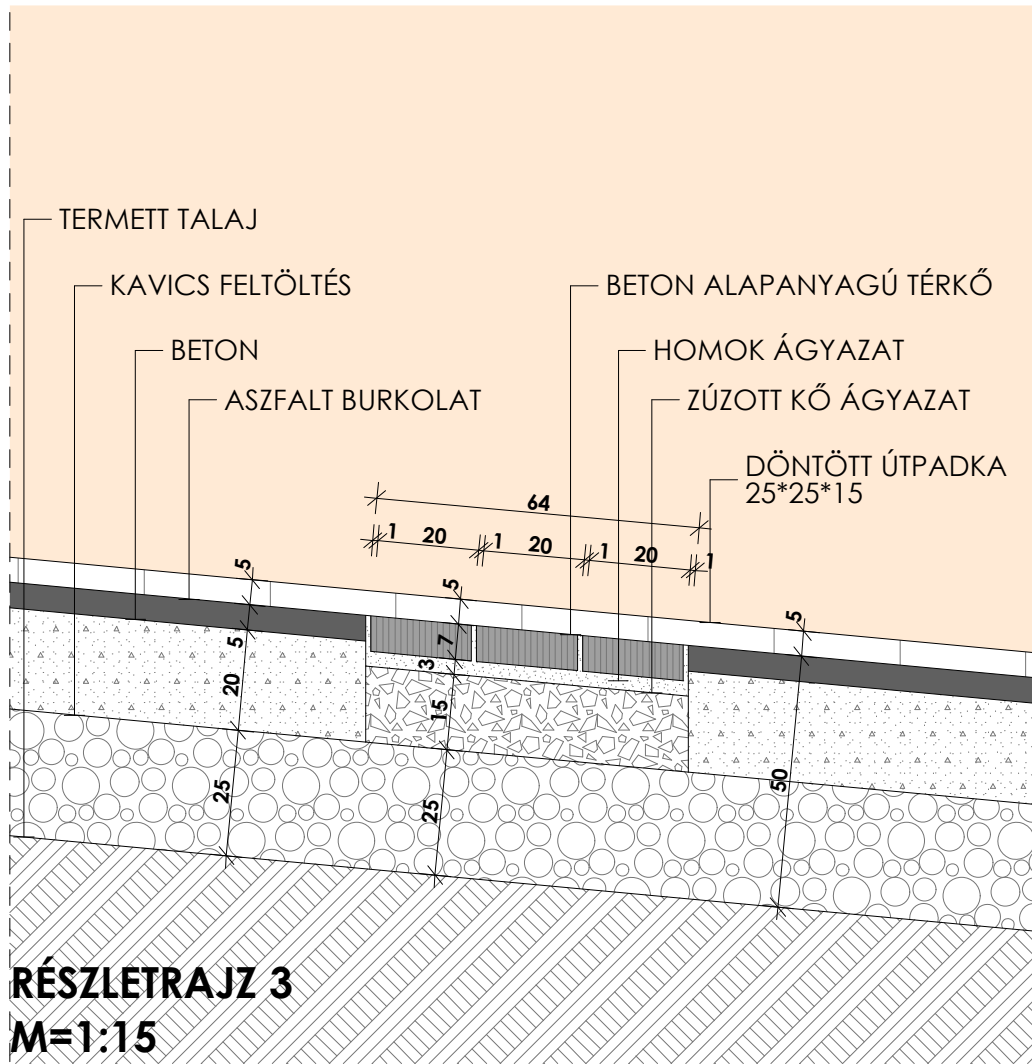 TERMETT TALAJ
KAVICS FELTÖLTÉS
BETON ALAPANYAGÚ TÉRKŐ
BETON
HOMOK ÁGYAZAT
ASZFALT BURKOLAT
ZÚZOTT KŐ ÁGYAZAT
DÖNTÖTT ÚTPADKA
25*25*15
64
1 20 1 20 1 20 1
5
5
5
5
7
20
3
15
25
25
50
RÉSZLETRAJZ 3
M=1:15